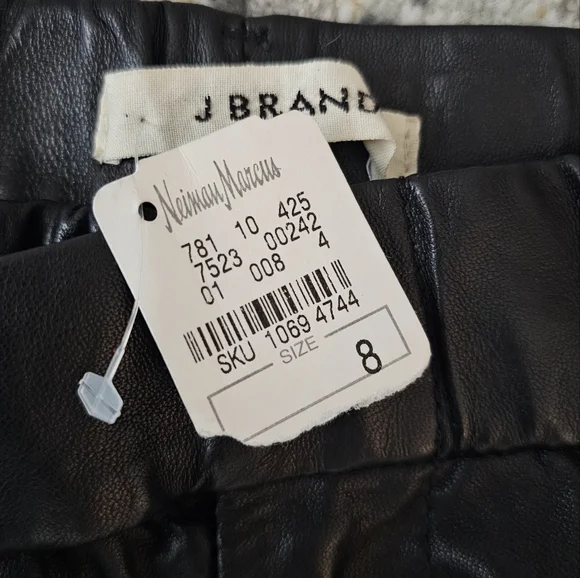 J BRAND
Neiman Marcus
781 10 425
7523 00242
01 008 4
SKU 1069 4744
SIZE
8